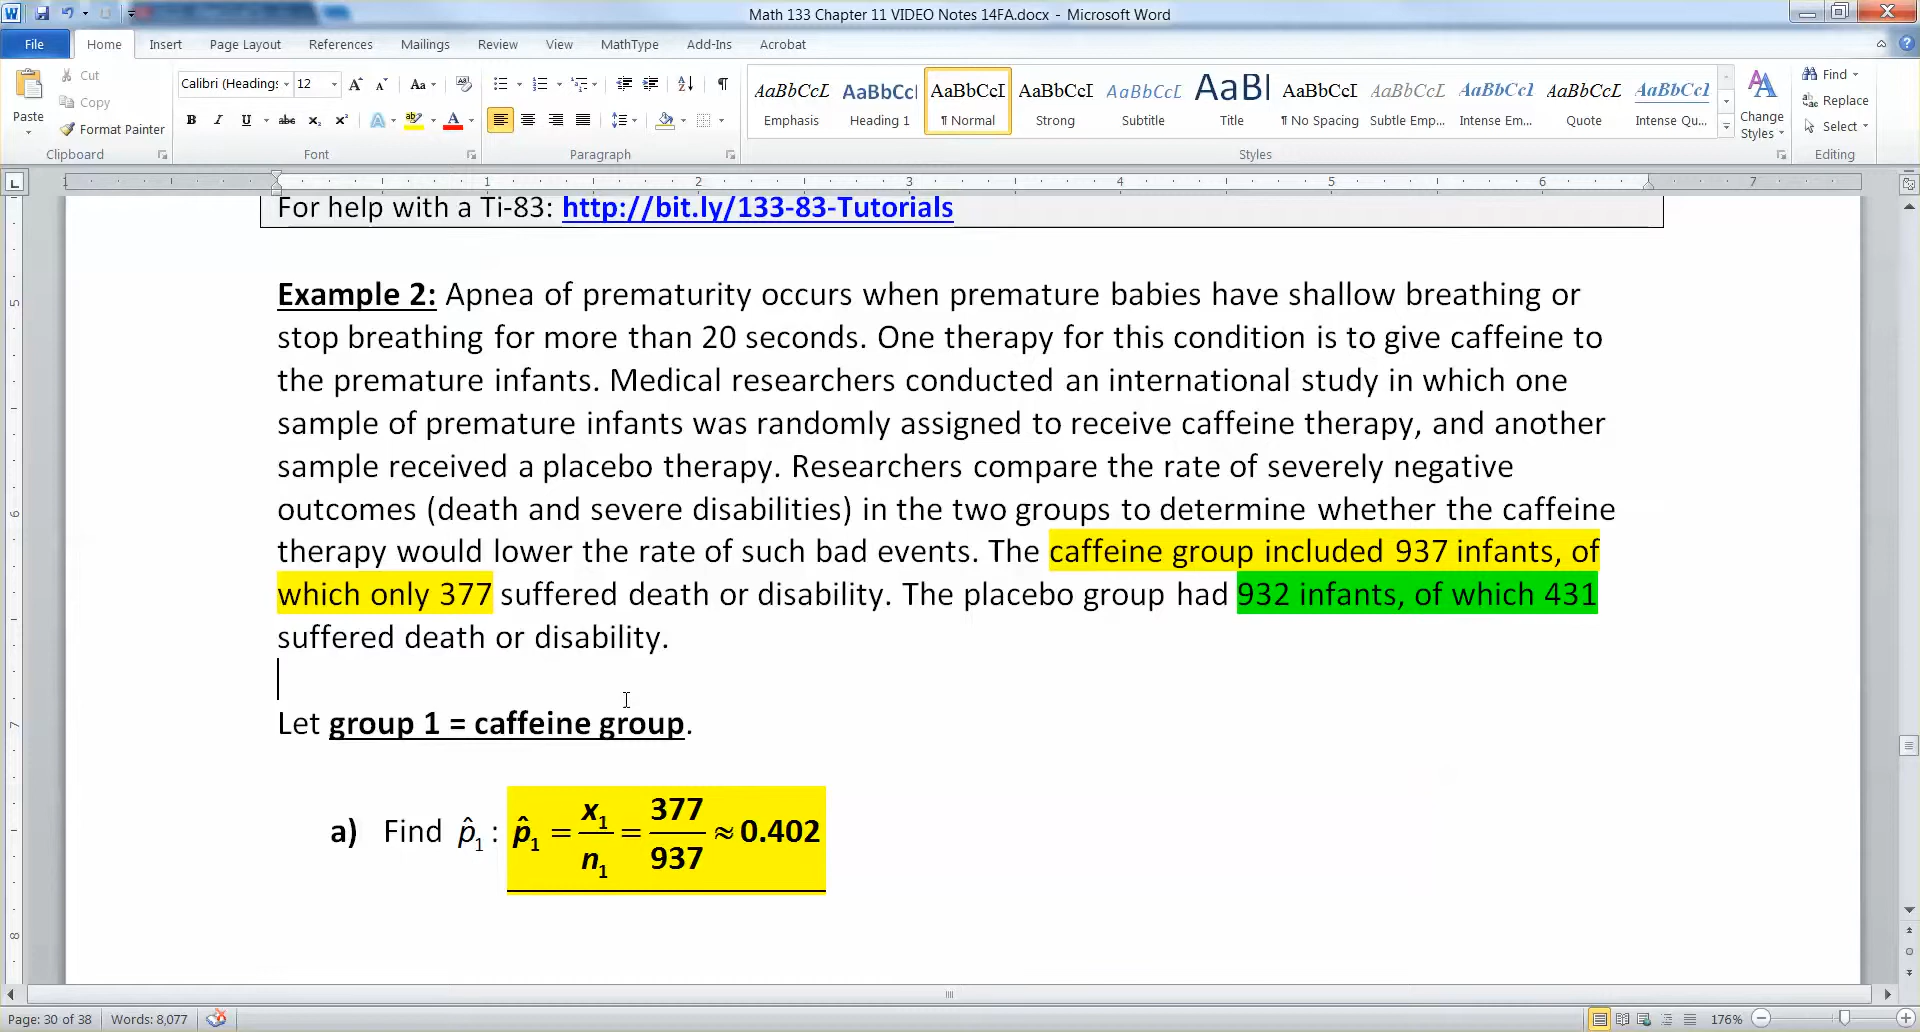 Math 133 Chapter 11 VIDEO Notes 14FA.docx - Microsoft Word
File Home Insert Page Layout References Mailings Review View MathType Add-Ins Acrobat
Paste
Cut
Copy
Format Painter
Clipboard
Calibri (Headings 12
Font
Paragraph
AaBbCcL AaBbCcI AaBbCcI AaBbCcI AaBbCcL AaBl AaBbCcI AaBbCcL AaBbCcI AaBbCcL AaBbCcL
Emphasis Heading 1 ¶ Normal Strong Subtitle Title ¶ No Spacing Subtle Emp... Intense Em... Quote Intense Qu...
Change Styles
Styles
Find
Replace
Select
Editing
1 1 2 3 4 5 6 7
For help with a Ti-83: http://bit.ly/133-83-Tutorials
Example 2: Apnea of prematurity occurs when premature babies have shallow breathing or
stop breathing for more than 20 seconds. One therapy for this condition is to give caffeine to
the premature infants. Medical researchers conducted an international study in which one
sample of premature infants was randomly assigned to receive caffeine therapy, and another
sample received a placebo therapy. Researchers compare the rate of severely negative
outcomes (death and severe disabilities) in the two groups to determine whether the caffeine
therapy would lower the rate of such bad events. The caffeine group included 937 infants, of
which only 377 suffered death or disability. The placebo group had 932 infants, of which 431
suffered death or disability.
Let group 1 = caffeine group.
a) Find p̂₁ : p̂₁ = x₁/n₁ = 377/937 ≈ 0.402
Page: 30 of 38 Words: 8,077 176%